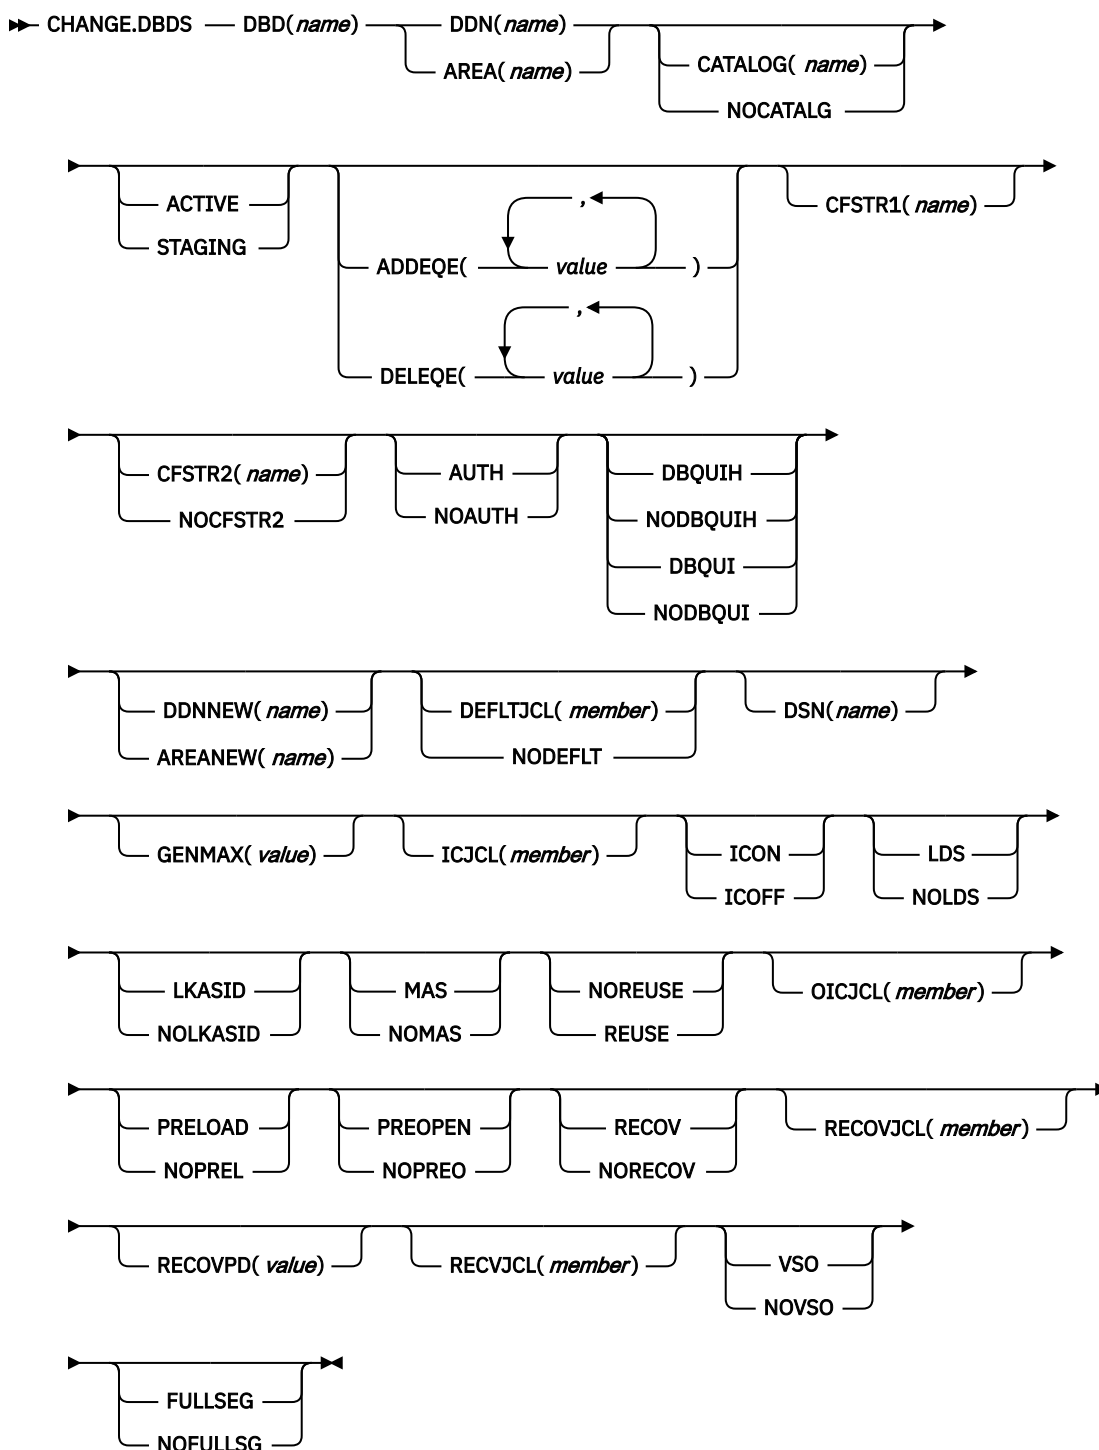 CHANGE.DBDS DBD(name) DDN(name)
AREA(name)
CATALOG(name)
NOCATALG
ACTIVE
STAGING
ADDEQE( , value )
DELEQE( , value )
CFSTR1(name)
CFSTR2(name)
NOCFSTR2
AUTH
NOAUTH
DBQUIH
NODBQUIH
DBQUI
NODBQUI
DDNNEW(name)
AREANEW(name)
DEFLTJCL(member)
NODEFLT
DSN(name)
GENMAX(value)
ICJCL(member)
ICON
ICOFF
LDS
NOLDS
LKASID
NOLKASID
MAS
NOMAS
NOREUSE
REUSE
OICJCL(member)
PRELOAD
NOPREL
PREOPEN
NOPREO
RECOV
NORECOV
RECOVJCL(member)
RECOVPD(value)
RECVJCL(member)
VSO
NOVSO
FULLSEG
NOFULLSG